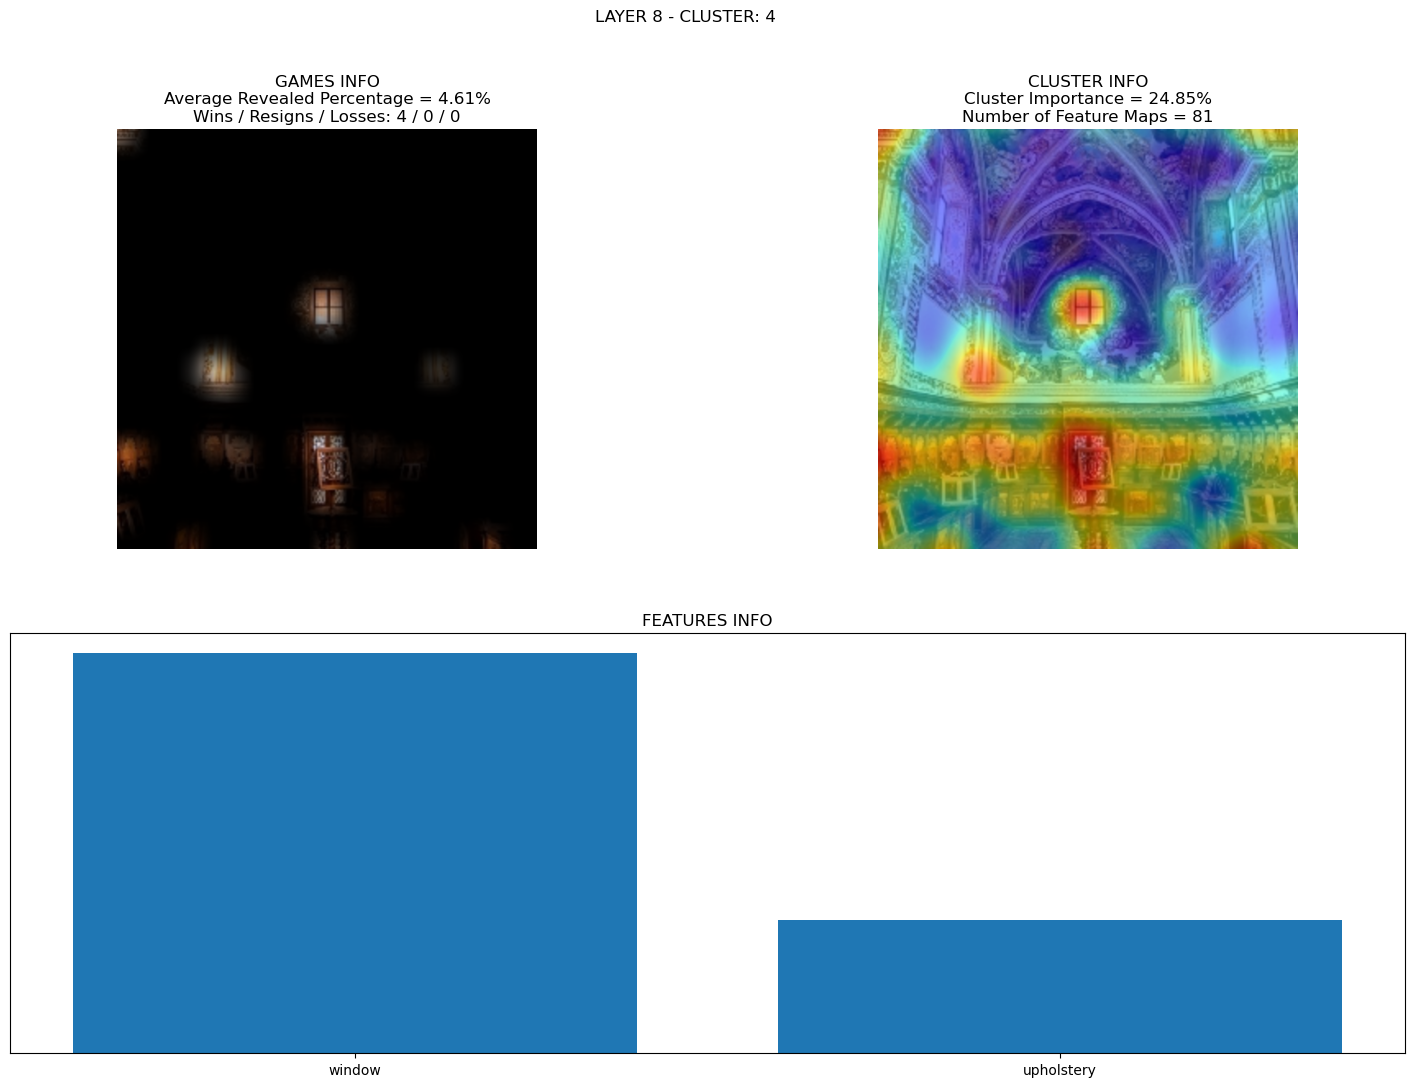 LAYER 8 - CLUSTER: 4
GAMES INFO
Average Revealed Percentage = 4.61%
Wins / Resigns / Losses: 4 / 0 / 0
CLUSTER INFO
Cluster Importance = 24.85%
Number of Feature Maps = 81
FEATURES INFO
window
upholstery